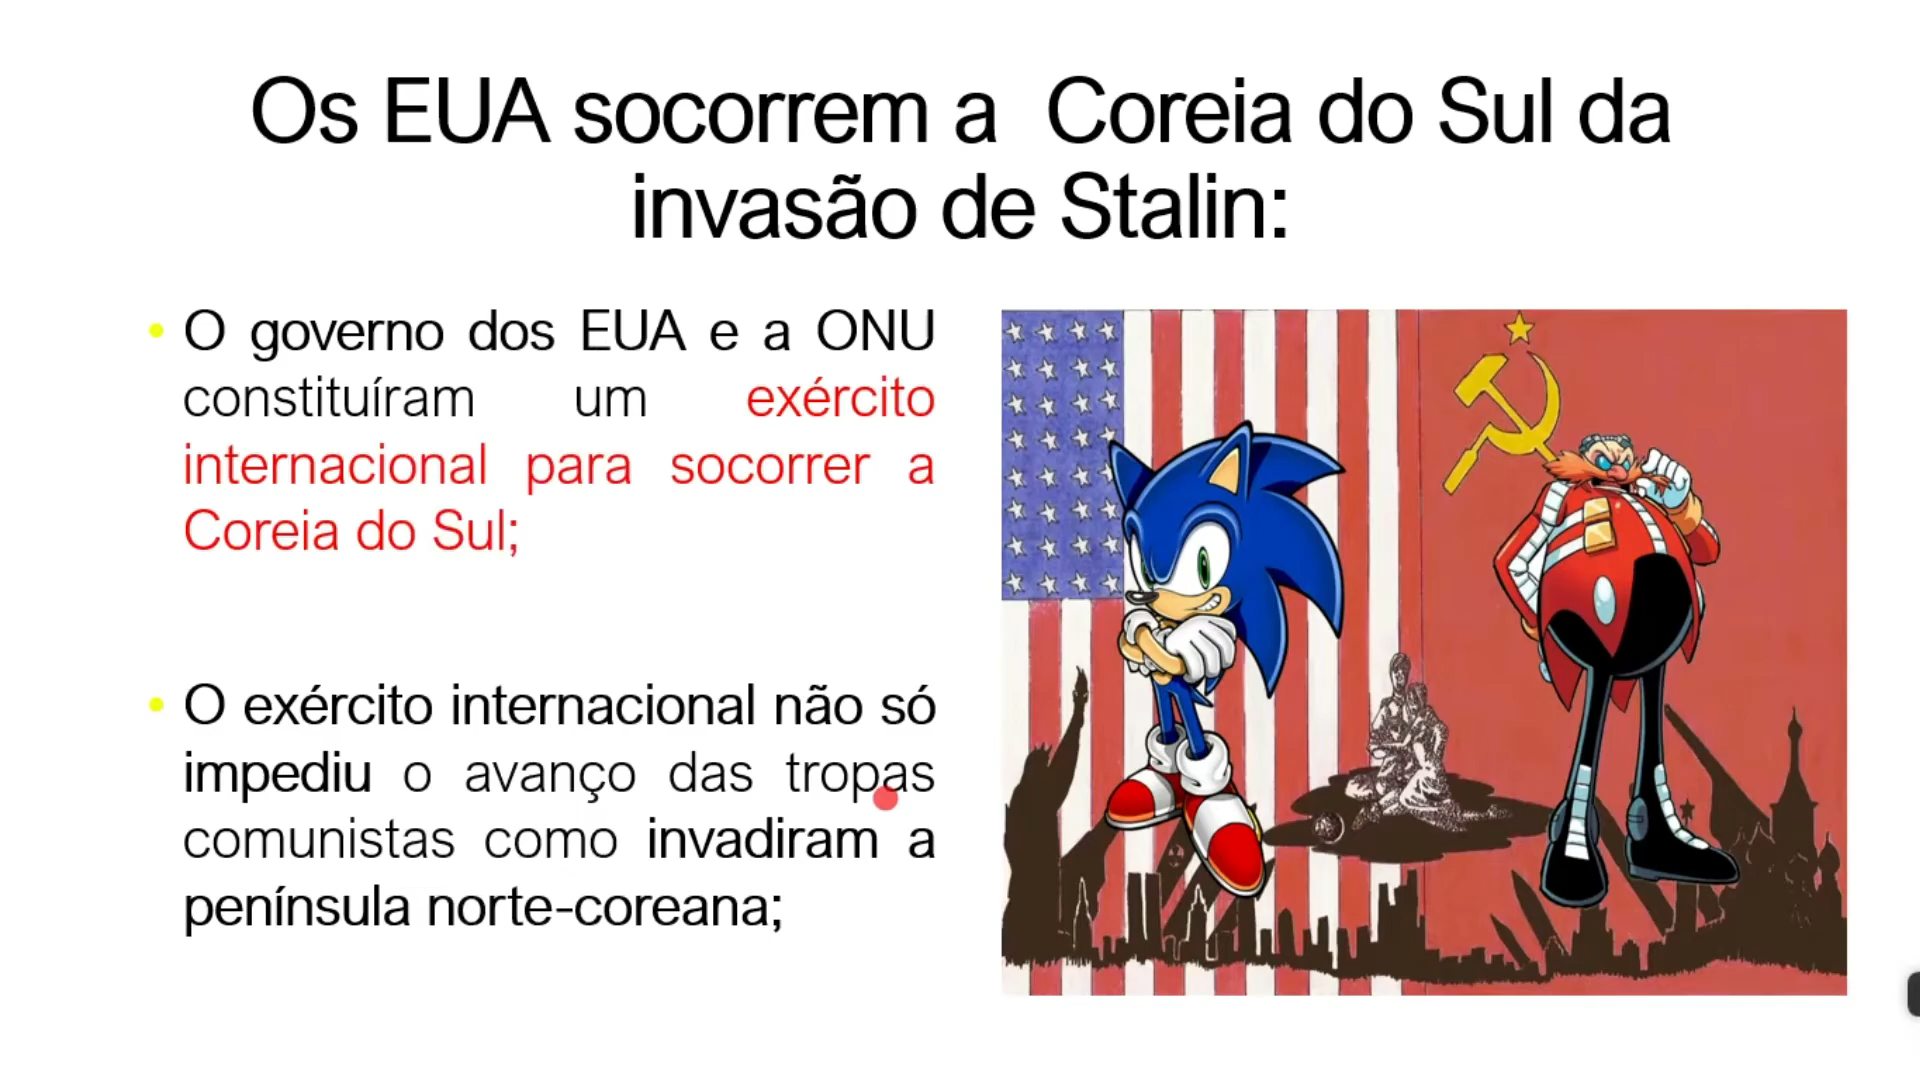 Os EUA socorrem a Coreia do Sul da
invasão de Stalin:
• O governo dos EUA e a ONU
constituíram um exército
internacional para socorrer a
Coreia do Sul;
• O exército internacional não só
impediu o avanço das tropas
comunistas como invadiram a
península norte-coreana;